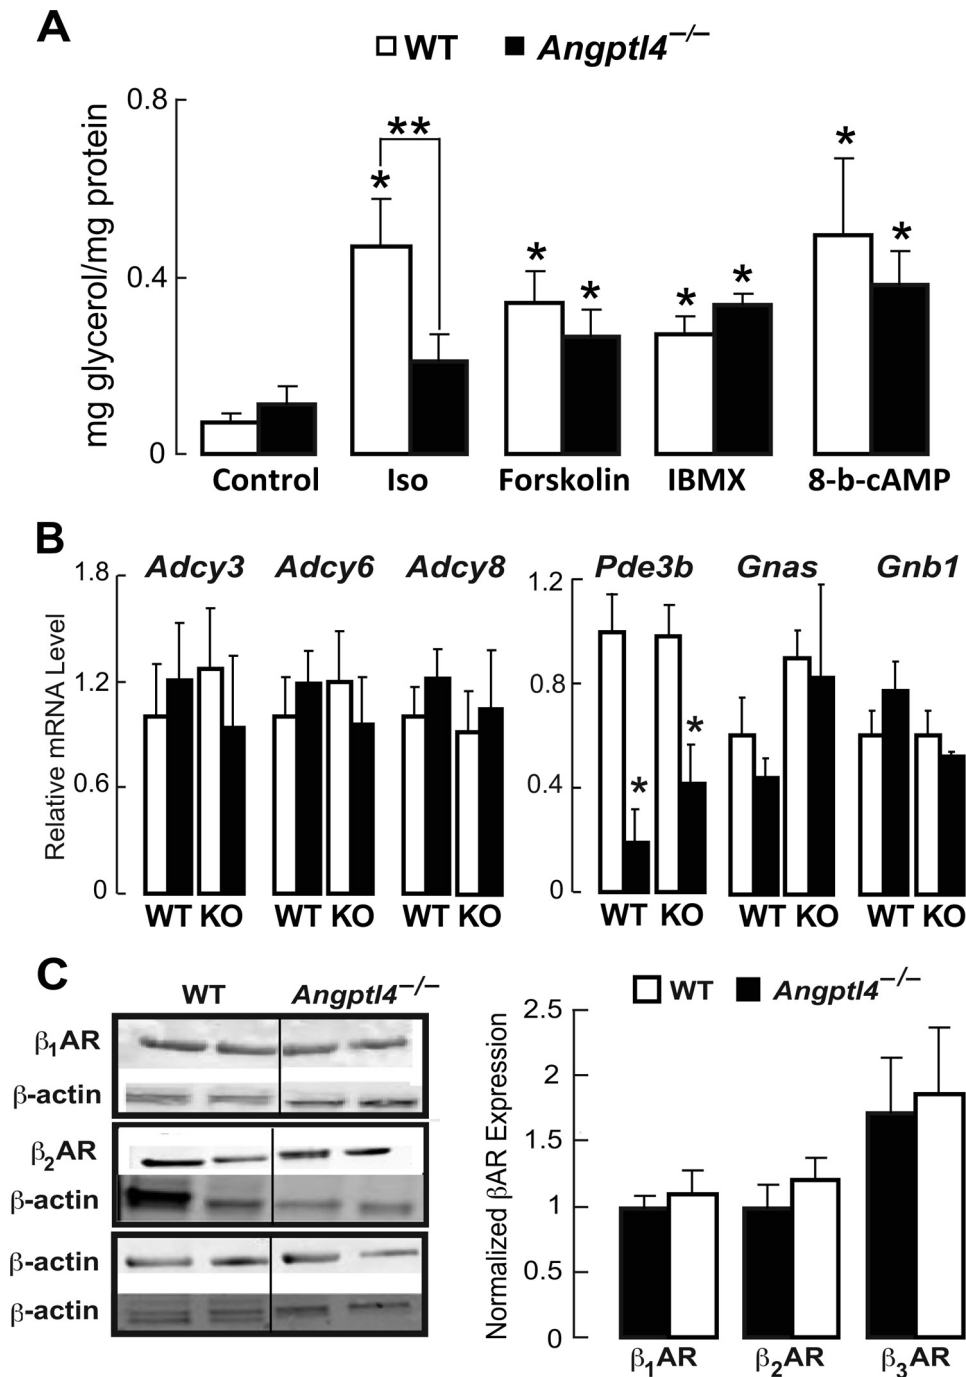 A
WT Angptl4−/−
mg glycerol/mg protein
0.8
0.4
0
** * * * * * * *
Control Iso Forskolin IBMX 8-b-cAMP
B
Relative mRNA Level
1.8
1.2
0.6
0
Adcy3 Adcy6 Adcy8
WT KO WT KO WT KO
1.2
0.8
0.4
0
Pde3b Gnas Gnb1
* *
WT KO WT KO WT KO
C
WT Angptl4−/−
β1AR
β-actin
β2AR
β-actin
β-actin
β-actin
WT Angptl4−/−
Normalized βAR Expression
2.5
2
1.5
1
0.5
0
β1AR β2AR β3AR